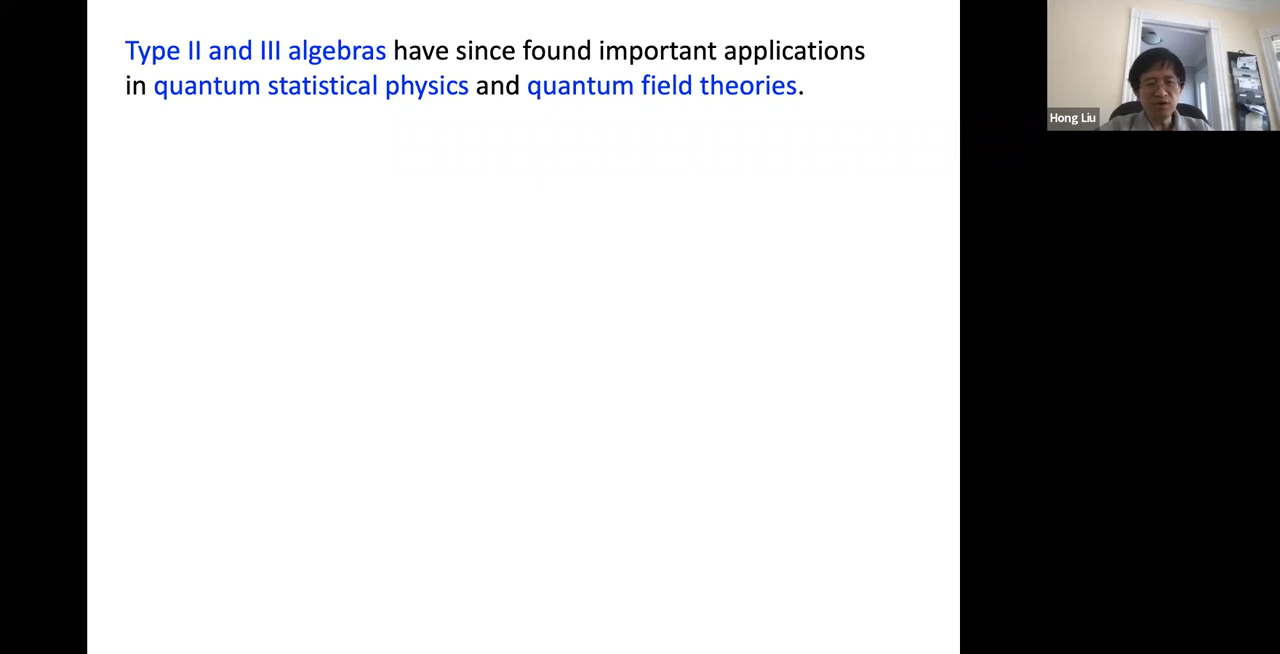 Type II and III algebras have since found important applications
in quantum statistical physics and quantum field theories.
Hong Liu